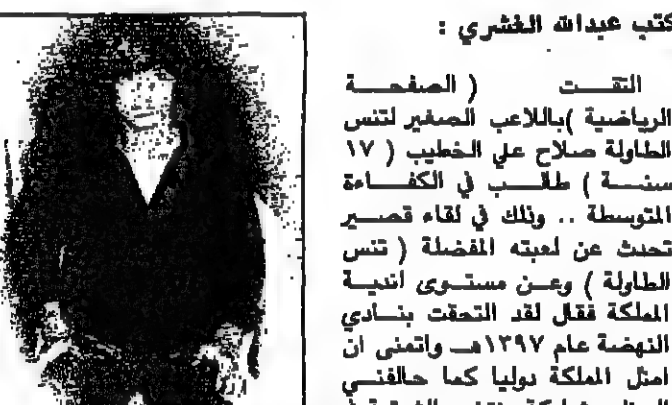 كتب عبدالله الغشري :
التقت ( الصفحة
الرياضية )باللاعب الصغير لتنس
الطاولة صلاح علي الخطيب ( ١٧
سنة ) طالب في الكفاءة
المتوسطة .. وذلك في لقاء قصير
تحدث عن لعبته المفضلة ( تنس
الطاولة ) وعن مستوى اندية
المملكة فقال لقد التحقت بنادي
النهضة عام ١٣٩٧هـ واتمنى ان
امثل المملكة دوليا كما حالفني